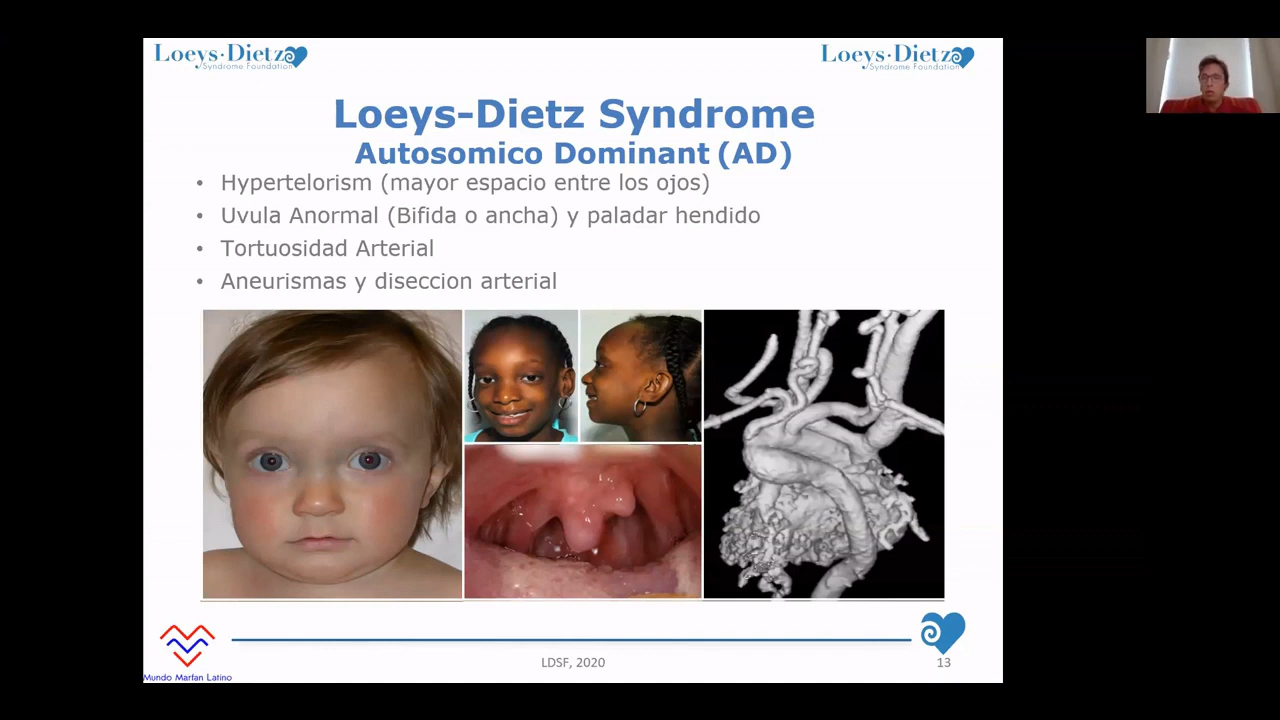 Loeys·Dietz
Syndrome Foundation
Loeys·Dietz
Syndrome Foundation
Loeys-Dietz Syndrome
Autosomico Dominant (AD)
• Hypertelorism (mayor espacio entre los ojos)
• Uvula Anormal (Bifida o ancha) y paladar hendido
• Tortuosidad Arterial
• Aneurismas y diseccion arterial
Mundo Marfan Latino
LDSF, 2020
13